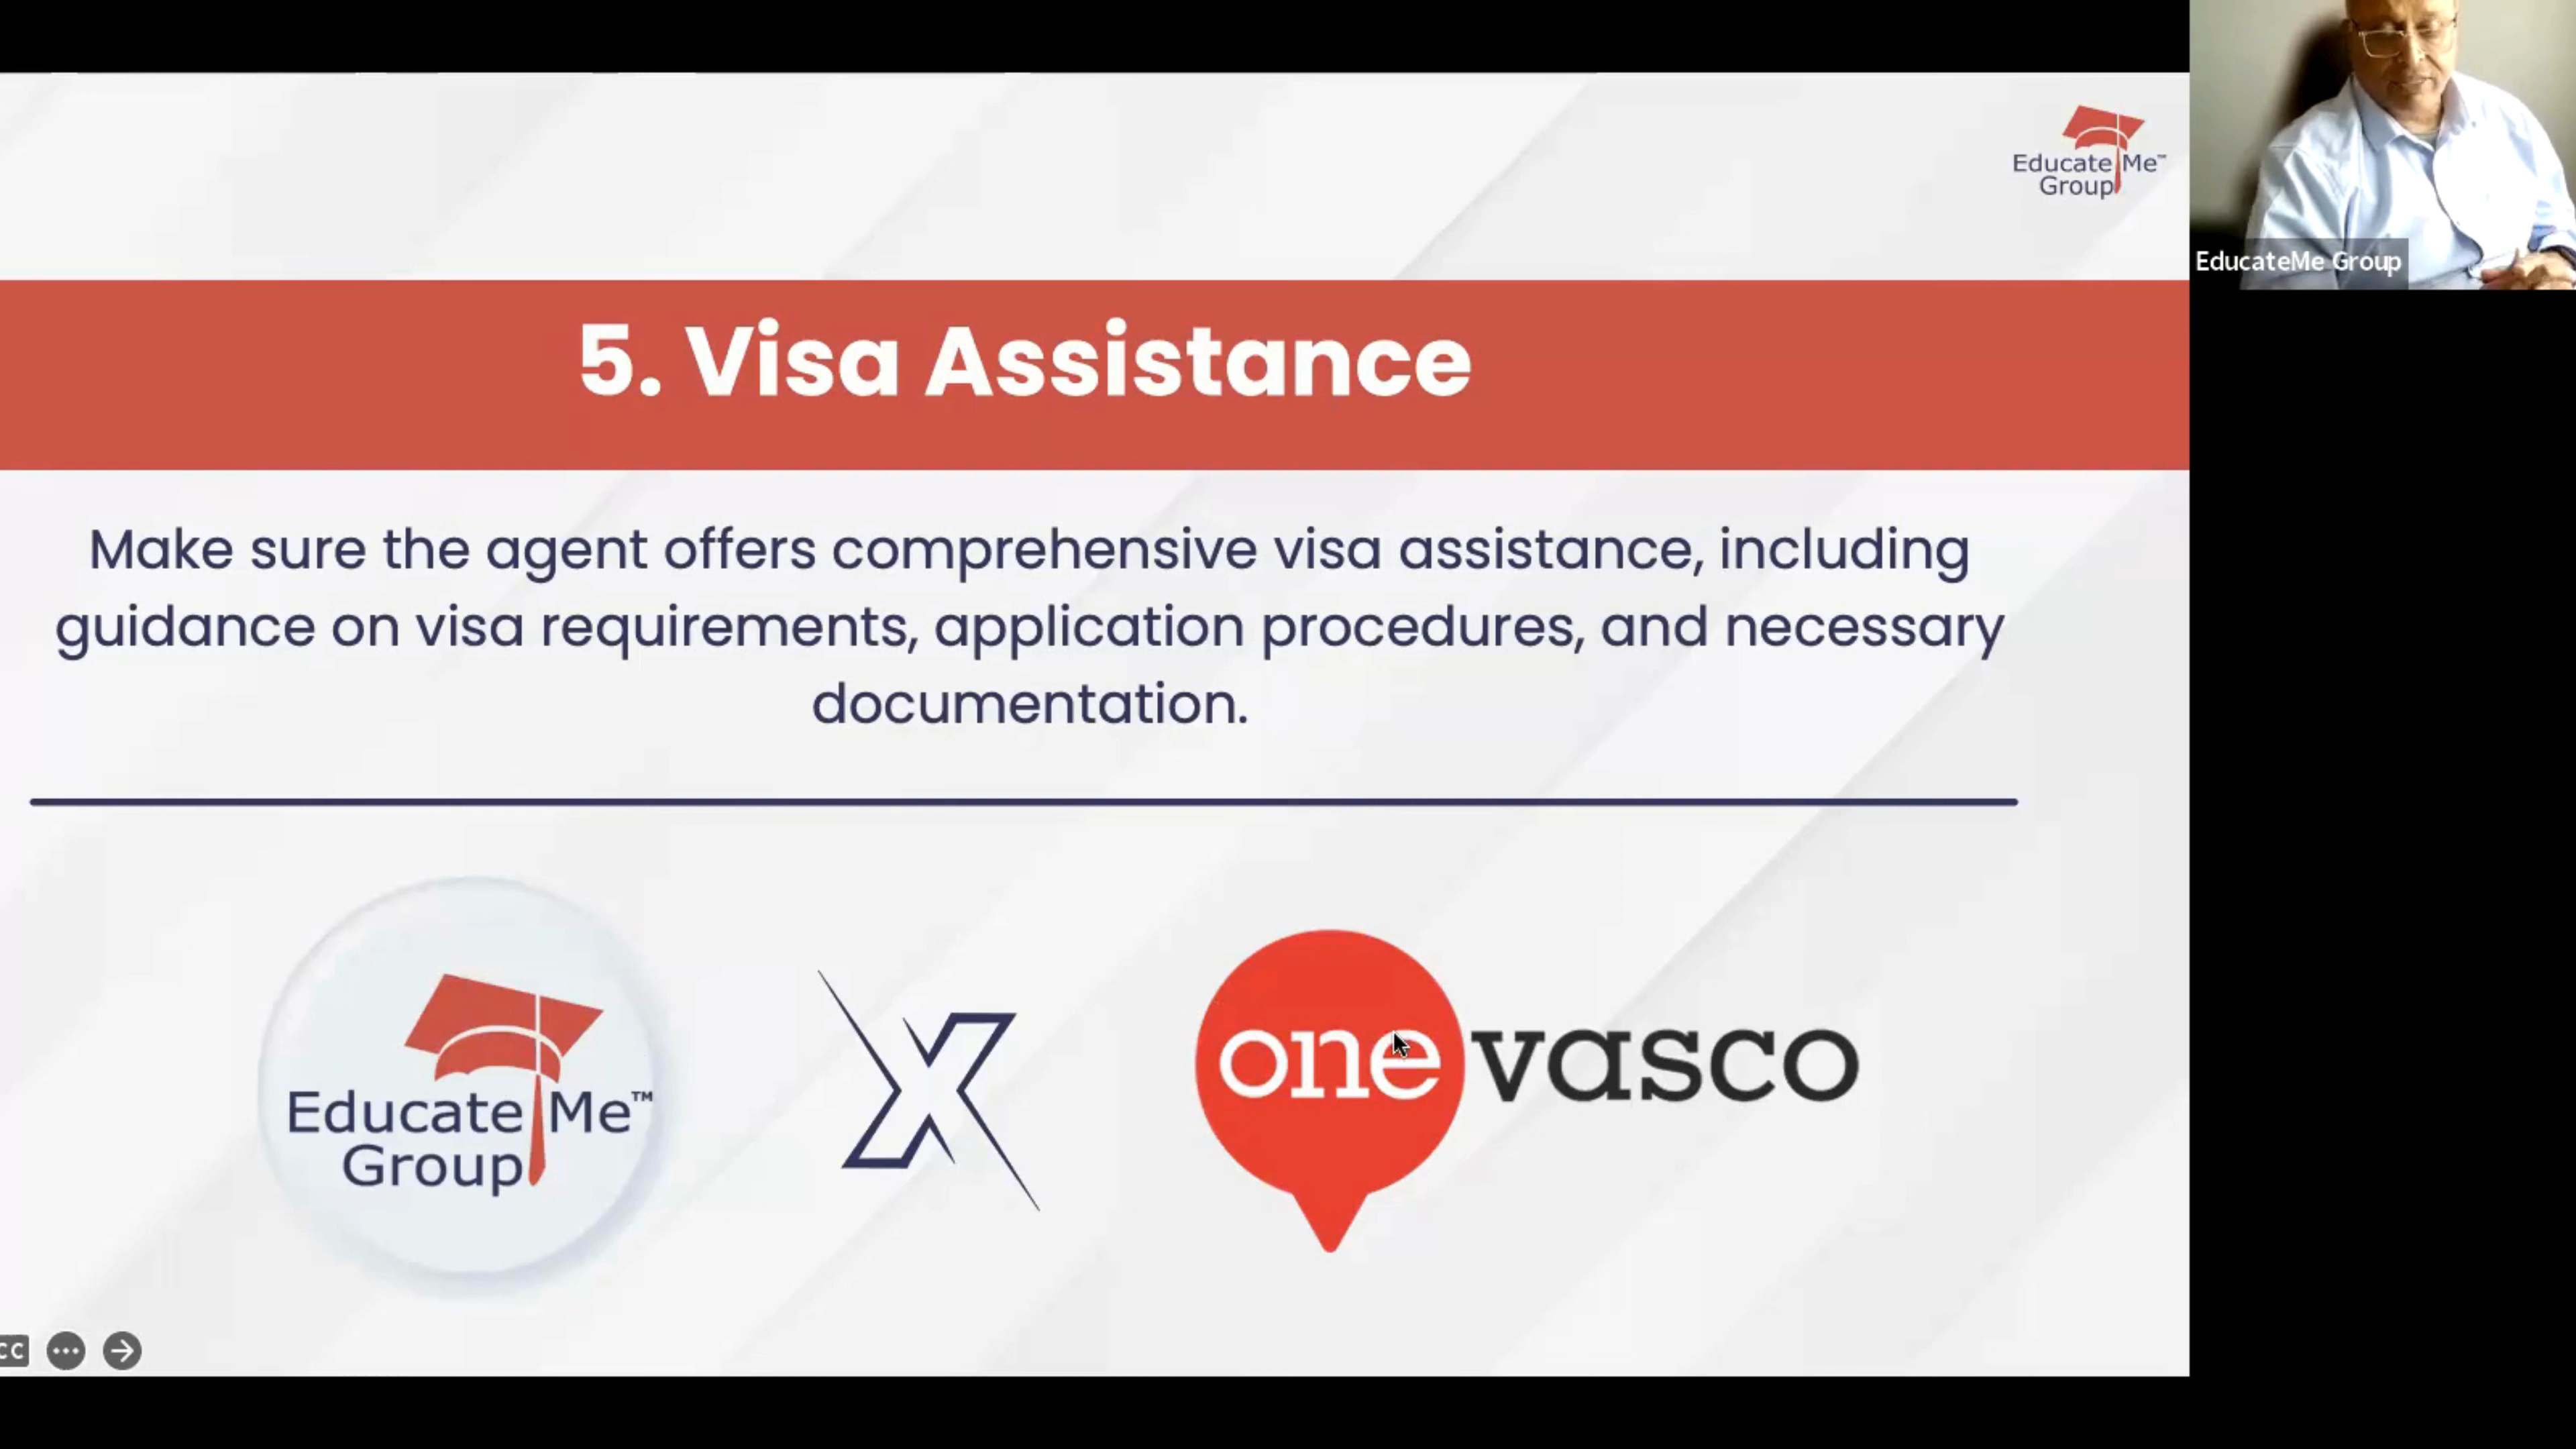 Educate Me™
Group
EducateMe Group
5. Visa Assistance
Make sure the agent offers comprehensive visa assistance, including
guidance on visa requirements, application procedures, and necessary
documentation.
Educate Me™
Group
X
one vasco
CC